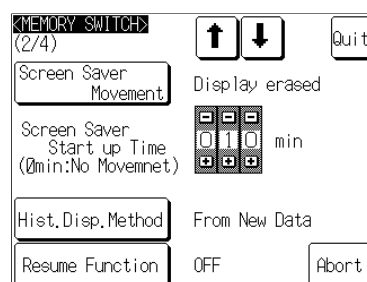 <MEMORY SWITCH>
(2/4)
Quit
Screen Saver
Movement
Display erased
Screen Saver
Start up Time
(0min:No Movemnet)
010 min
Hist.Disp.Method
From New Data
Resume Function
OFF
Abort